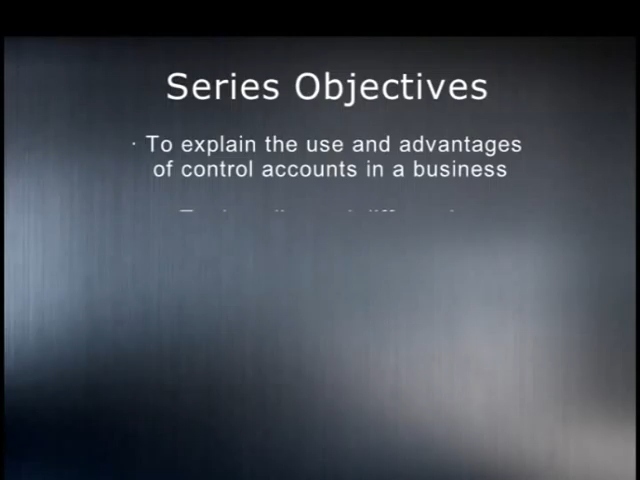 Series Objectives
· To explain the use and advantages
of control accounts in a business